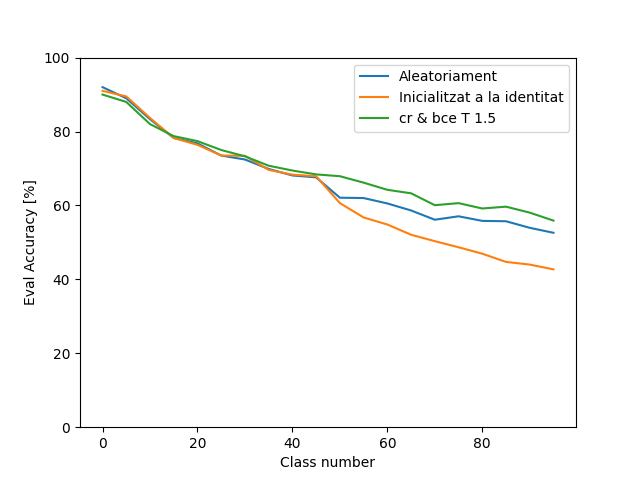 100
80
60
40
20
0
Eval Accuracy [%]
Aleatoriament
Inicialitzat a la identitat
cr & bce T 1.5
0 20 40 60 80
Class number